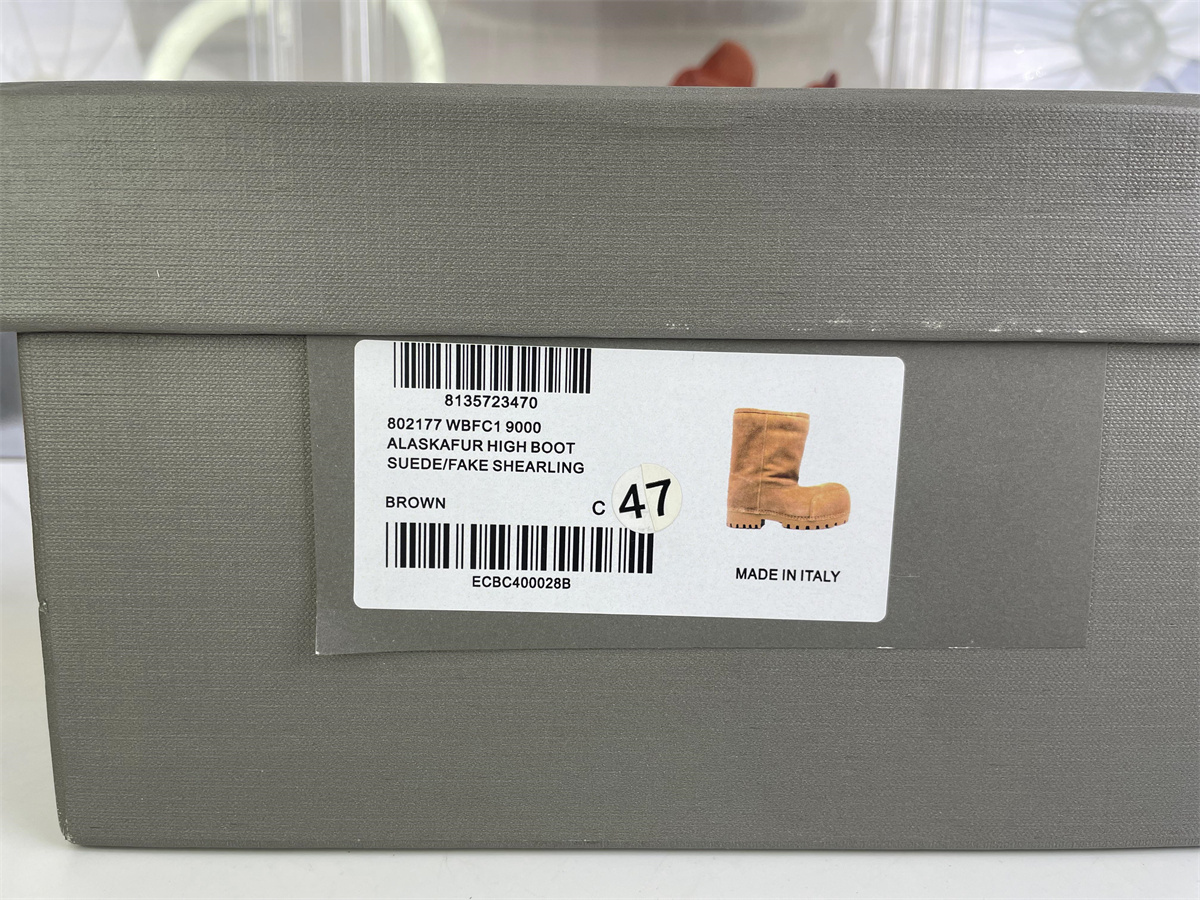 8135723470
802177 WBFC1 9000
ALASKAFUR HIGH BOOT
SUEDE/FAKE SHEARLING
BROWN
C 47
ECBC400028B
MADE IN ITALY